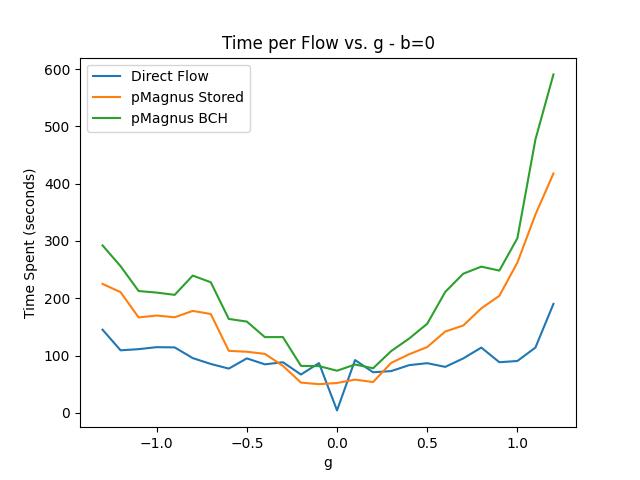 Time per Flow vs. g - b=0
Direct Flow
pMagnus Stored
pMagnus BCH
Time Spent (seconds)
600
500
400
300
200
100
0
−1.0
−0.5
0.0
0.5
1.0
g